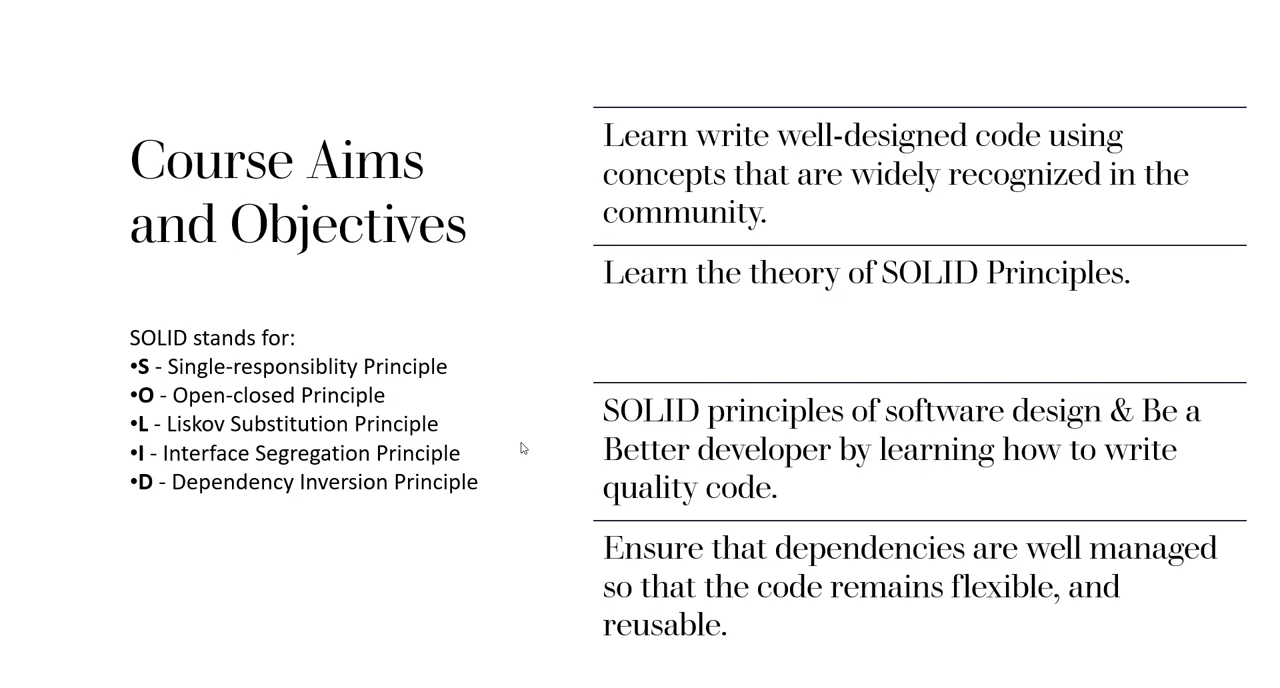 Course Aims
and Objectives
SOLID stands for:
•S - Single-responsiblity Principle
•O - Open-closed Principle
•L - Liskov Substitution Principle
•I - Interface Segregation Principle
•D - Dependency Inversion Principle
Learn write well-designed code using
concepts that are widely recognized in the
community.
Learn the theory of SOLID Principles.
SOLID principles of software design & Be a
Better developer by learning how to write
quality code.
Ensure that dependencies are well managed
so that the code remains flexible, and
reusable.